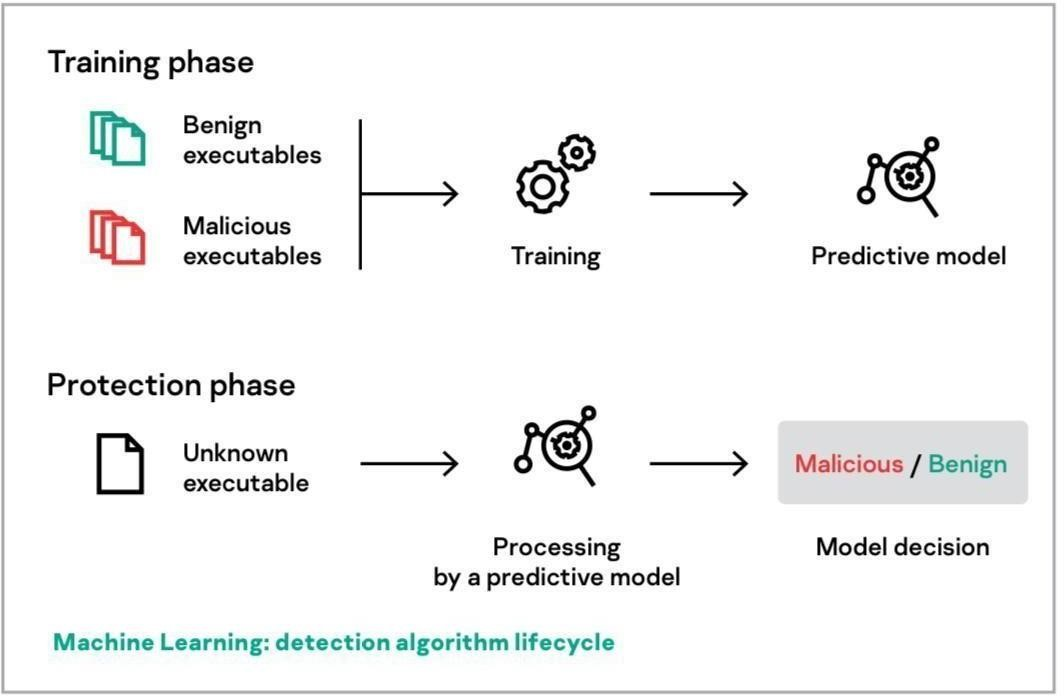 Training phase
Benign
executables
Malicious
executables
Training
Predictive model
Protection phase
Unknown
executable
Processing
by a predictive model
Malicious / Benign
Model decision
Machine Learning: detection algorithm lifecycle